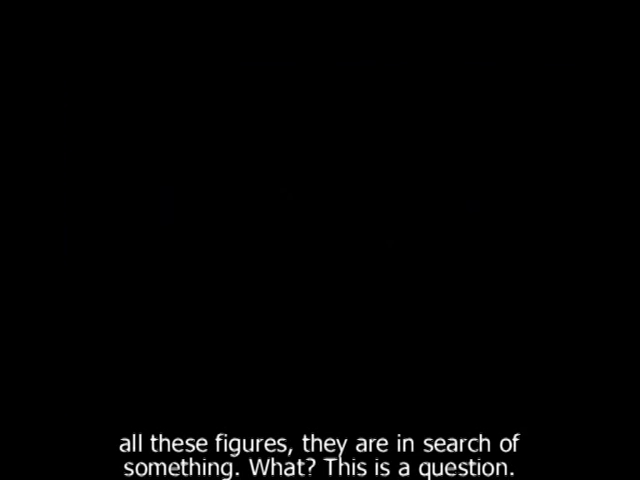 all these figures, they are in search of
something. What? This is a question.